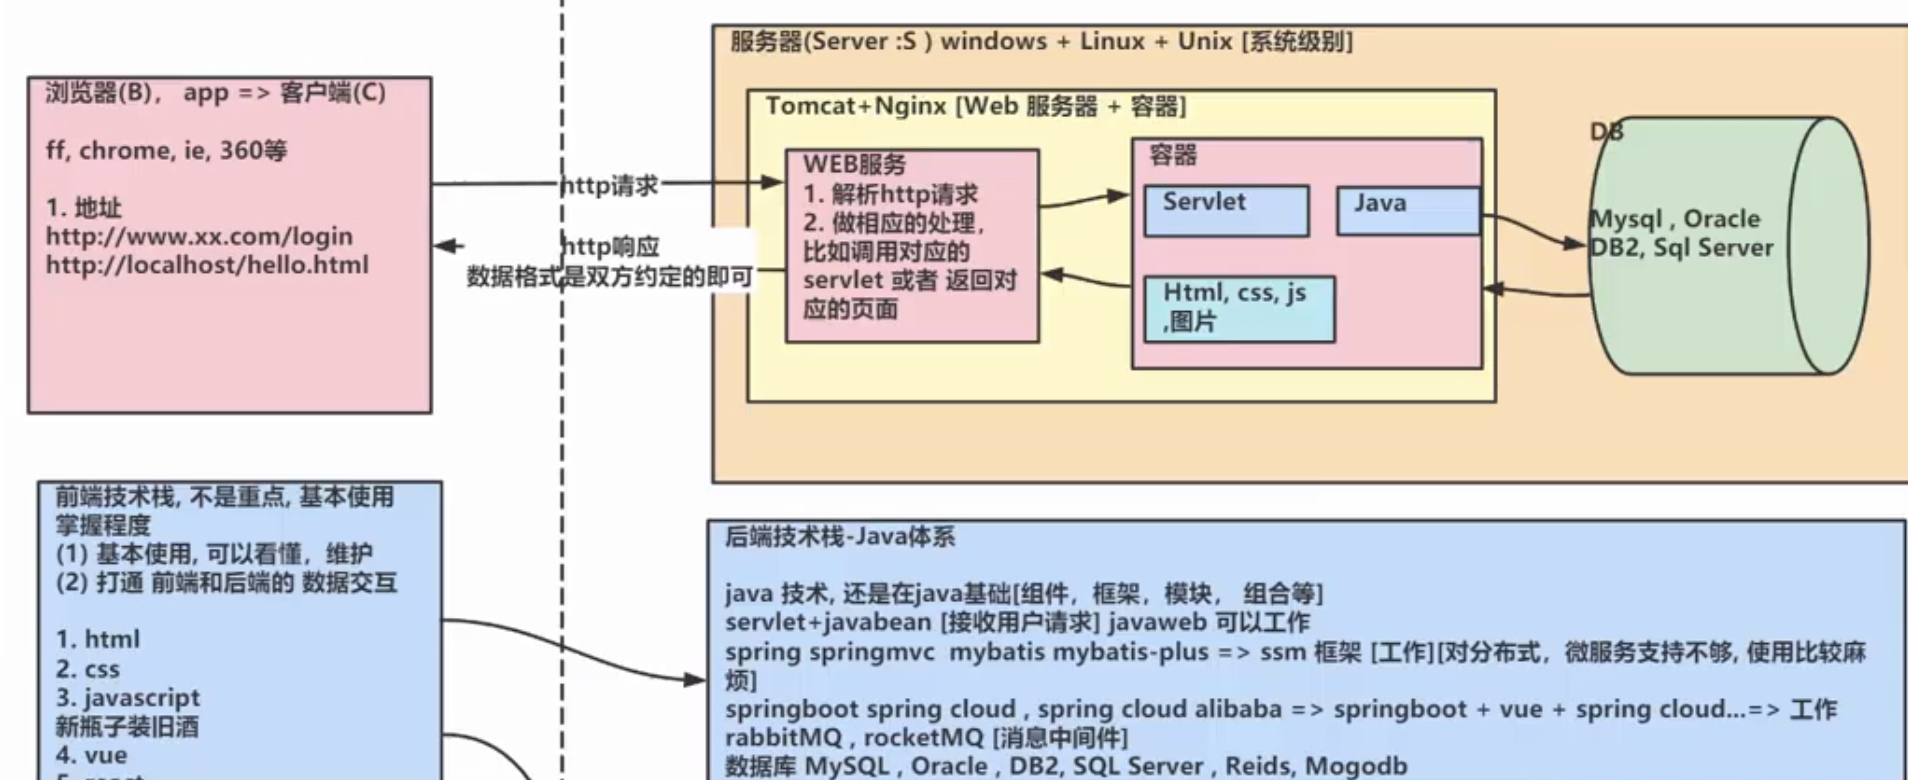 浏览器(B)， app => 客户端(C)
ff, chrome, ie, 360等
1. 地址
http://www.xx.com/login
http://localhost/hello.html
http请求
http响应
数据格式是双方约定的即可
服务器(Server :S ) windows + Linux + Unix [系统级别]
Tomcat+Nginx [Web 服务器 + 容器]
WEB服务
1. 解析http请求
2. 做相应的处理，
比如调用对应的
servlet 或者 返回对
应的页面
容器
Servlet
Java
Html, css, js
,图片
DB
Mysql , Oracle
DB2, Sql Server
前端技术栈, 不是重点, 基本使用
掌握程度
(1) 基本使用, 可以看懂，维护
(2) 打通 前端和后端的 数据交互
1. html
2. css
3. javascript
新瓶子装旧酒
4. vue
后端技术栈-Java体系
java 技术, 还是在java基础[组件，框架，模块， 组合等]
servlet+javabean [接收用户请求] javaweb 可以工作
spring springmvc  mybatis mybatis-plus => ssm 框架 [工作][对分布式，微服务支持不够, 使用比较麻
烦]
springboot spring cloud , spring cloud alibaba => springboot + vue + spring cloud...=> 工作
rabbitMQ , rocketMQ [消息中间件]
数据库 MySQL , Oracle , DB2, SQL Server , Reids, Mogodb